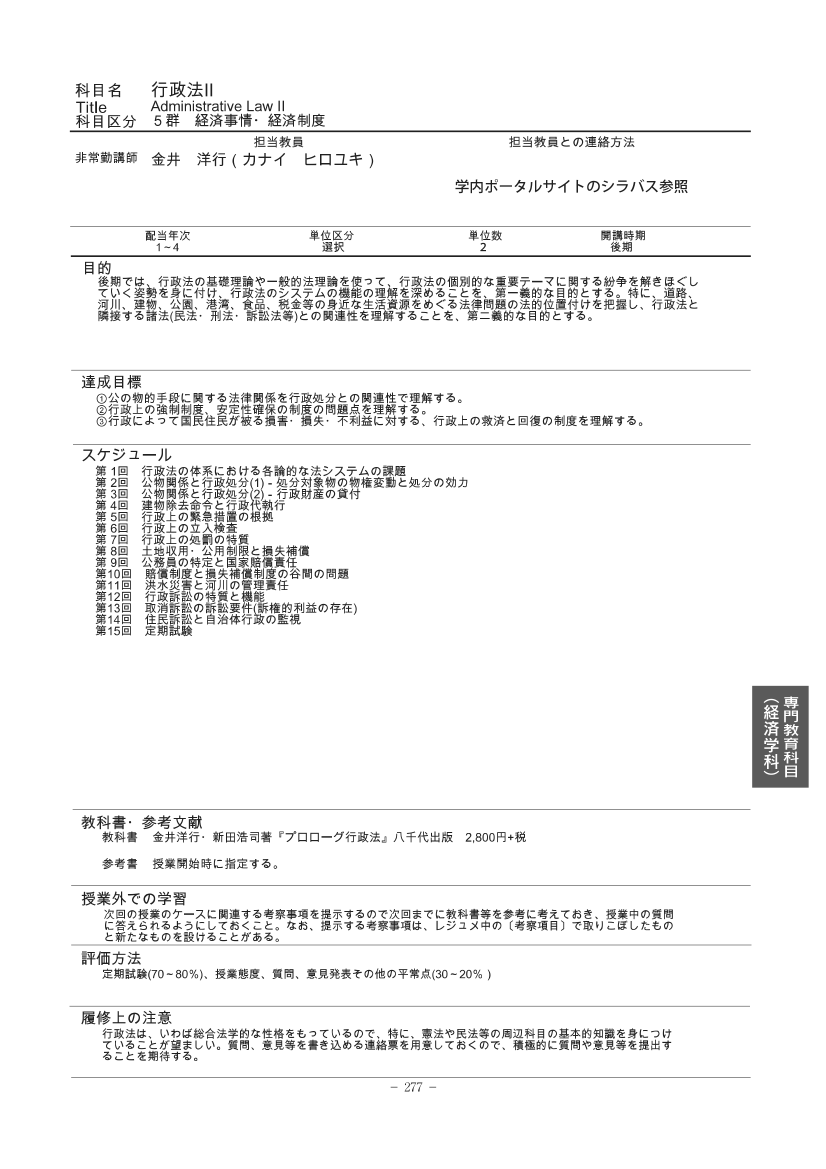 科目名　行政法II
Title　Administrative Law II
科目区分　５群　経済事情・経済制度
担当教員　担当教員との連絡方法
非常勤講師　金井　洋行 ( カナイ　ヒロユキ )
学内ポータルサイトのシラバス参照
配当年次　単位区分　単位数　開講時期
1～4　選択　2　後期
目的
後期では、行政法の基礎理論や一般的法理論を使って、行政法の個別的な重要テーマに関する紛争を解きほぐし
ていく姿勢を身に付け、行政法のシステムの機能の理解を深めることを、第一義的な目的とする。特に、道路、
河川、建物、公園、港湾、食品、税金等の身近な生活資源をめぐる法律問題の法的位置付けを把握し、行政法と
隣接する諸法(民法・刑法・訴訟法等)との関連性を理解することを、第二義的な目的とする。
達成目標
①公の物的手段に関する法律関係を行政処分との関連性で理解する。
②行政上の強制制度、安定性確保の制度の問題点を理解する。
③行政によって国民住民が被る損害・損失・不利益に対する、行政上の救済と回復の制度を理解する。
スケジュール
第 1回　行政法の体系における各論的な法システムの課題
第 2回　公物関係と行政処分(1) - 処分対象物の物権変動と処分の効力
第 3回　公物関係と行政処分(2) - 行政財産の貸付
第 4回　建物除去命令と行政代執行
第 5回　行政上の緊急措置の根拠
第 6回　行政上の立入検査
第 7回　行政上の処罰の特質
第 8回　土地収用・公用制限と損失補償
第 9回　公務員の特定と国家賠償責任
第10回　賠償制度と損失補償制度の谷間の問題
第11回　洪水災害と河川の管理責任
第12回　行政訴訟の特質と機能
第13回　取消訴訟の訴訟要件(訴権的利益の存在)
第14回　住民訴訟と自治体行政の監視
第15回　定期試験
専門教育科目
（経済学科）
教科書・参考文献
教科書　金井洋行・新田浩司著『プロローグ行政法』八千代出版　2,800円+税
参考書　授業開始時に指定する。
授業外での学習
次回の授業のケースに関連する考察事項を提示するので次回までに教科書等を参考に考えておき、授業中の質問
に答えられるようにしておくこと。なお、提示する考察事項は、レジュメ中の〔考察項目〕で取りこぼしたもの
と新たなものを設けることがある。
評価方法
定期試験(70～80%)、授業態度、質問、意見発表その他の平常点(30～20% )
履修上の注意
行政法は、いわば総合法学的な性格をもっているので、特に、憲法や民法等の周辺科目の基本的知識を身につけ
ていることが望ましい。質問、意見等を書き込める連絡票を用意しておくので、積極的に質問や意見等を提出す
ることを期待する。
－ 277 －